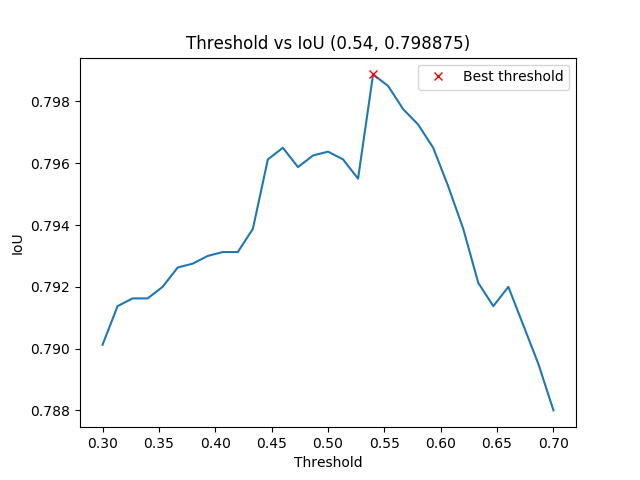 Threshold vs IoU (0.54, 0.798875)
Best threshold
0.798
0.796
0.794
0.792
0.790
0.788
IoU
0.30 0.35 0.40 0.45 0.50 0.55 0.60 0.65 0.70
Threshold